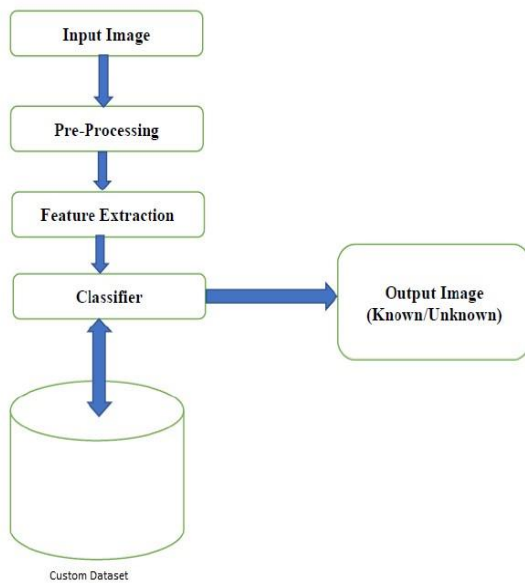 Input Image
Pre-Processing
Feature Extraction
Classifier
Output Image
(Known/Unknown)
Custom Dataset